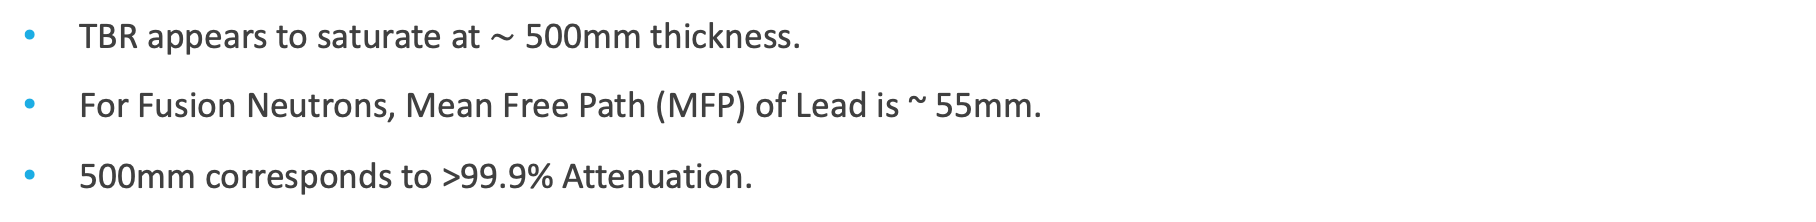 • TBR appears to saturate at ∼ 500mm thickness.
• For Fusion Neutrons, Mean Free Path (MFP) of Lead is ~ 55mm.
• 500mm corresponds to >99.9% Attenuation.